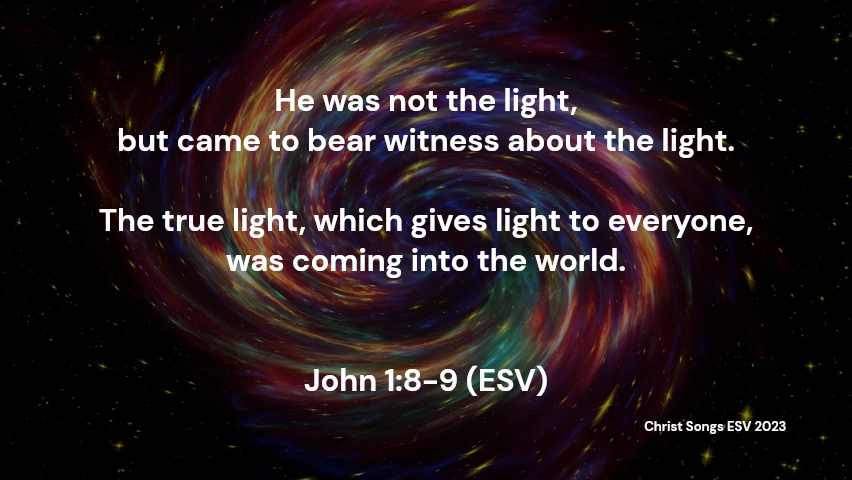 He was not the light,
but came to bear witness about the light.
The true light, which gives light to everyone,
was coming into the world.
John 1:8-9 (ESV)
Christ Songs ESV 2023